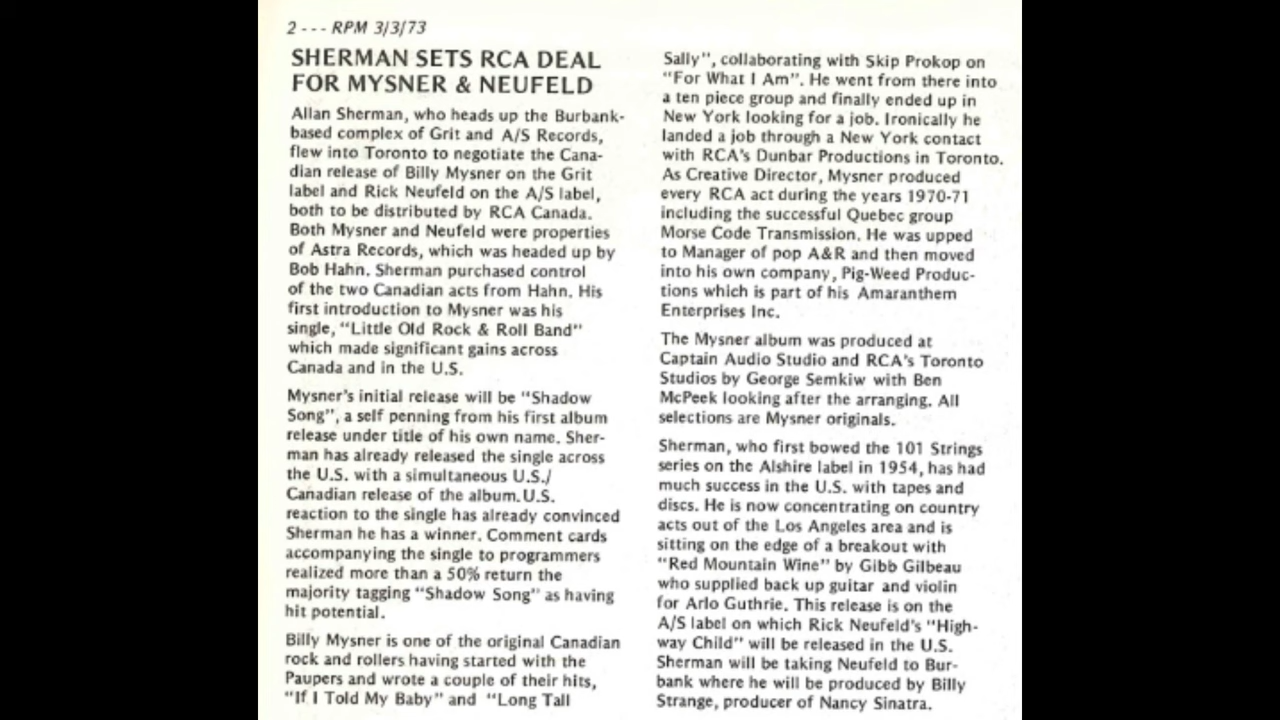 2 --- RPM 3/3/73
SHERMAN SETS RCA DEAL
FOR MYSNER & NEUFELD
Allan Sherman, who heads up the Burbank-
based complex of Grit and A/S Records,
flew into Toronto to negotiate the Cana-
dian release of Billy Mysner on the Grit
label and Rick Neufeld on the A/S label,
both to be distributed by RCA Canada.
Both Mysner and Neufeld were properties
of Astra Records, which was headed up by
Bob Hahn. Sherman purchased control
of the two Canadian acts from Hahn. His
first introduction to Mysner was his
single, "Little Old Rock & Roll Band"
which made significant gains across
Canada and in the U.S.
Mysner's initial release will be "Shadow
Song", a self penning from his first album
release under title of his own name. Sher-
man has already released the single across
the U.S. with a simultaneous U.S./
Canadian release of the album. U.S.
reaction to the single has already convinced
Sherman he has a winner. Comment cards
accompanying the single to programmers
realized more than a 50% return the
majority tagging "Shadow Song" as having
hit potential.
Billy Mysner is one of the original Canadian
rock and rollers having started with the
Paupers and wrote a couple of their hits,
"If I Told My Baby" and "Long Tall
Sally", collaborating with Skip Prokop on
"For What I Am". He went from there into
a ten piece group and finally ended up in
New York looking for a job. Ironically he
landed a job through a New York contact
with RCA's Dunbar Productions in Toronto.
As Creative Director, Mysner produced
every RCA act during the years 1970-71
including the successful Quebec group
Morse Code Transmission. He was upped
to Manager of pop A&R and then moved
into his own company, Pig-Weed Produc-
tions which is part of his Amaranthem
Enterprises Inc.
The Mysner album was produced at
Captain Audio Studio and RCA's Toronto
Studios by George Semkiw with Ben
McPeek looking after the arranging. All
selections are Mysner originals.
Sherman, who first bowed the 101 Strings
series on the Alshire label in 1954, has had
much success in the U.S. with tapes and
discs. He is now concentrating on country
acts out of the Los Angeles area and is
sitting on the edge of a breakout with
"Red Mountain Wine" by Gibb Gilbeau
who supplied back up guitar and violin
for Arlo Guthrie. This release is on the
A/S label on which Rick Neufeld's "High-
way Child" will be released in the U.S.
Sherman will be taking Neufeld to Bur-
bank where he will be produced by Billy
Strange, producer of Nancy Sinatra.